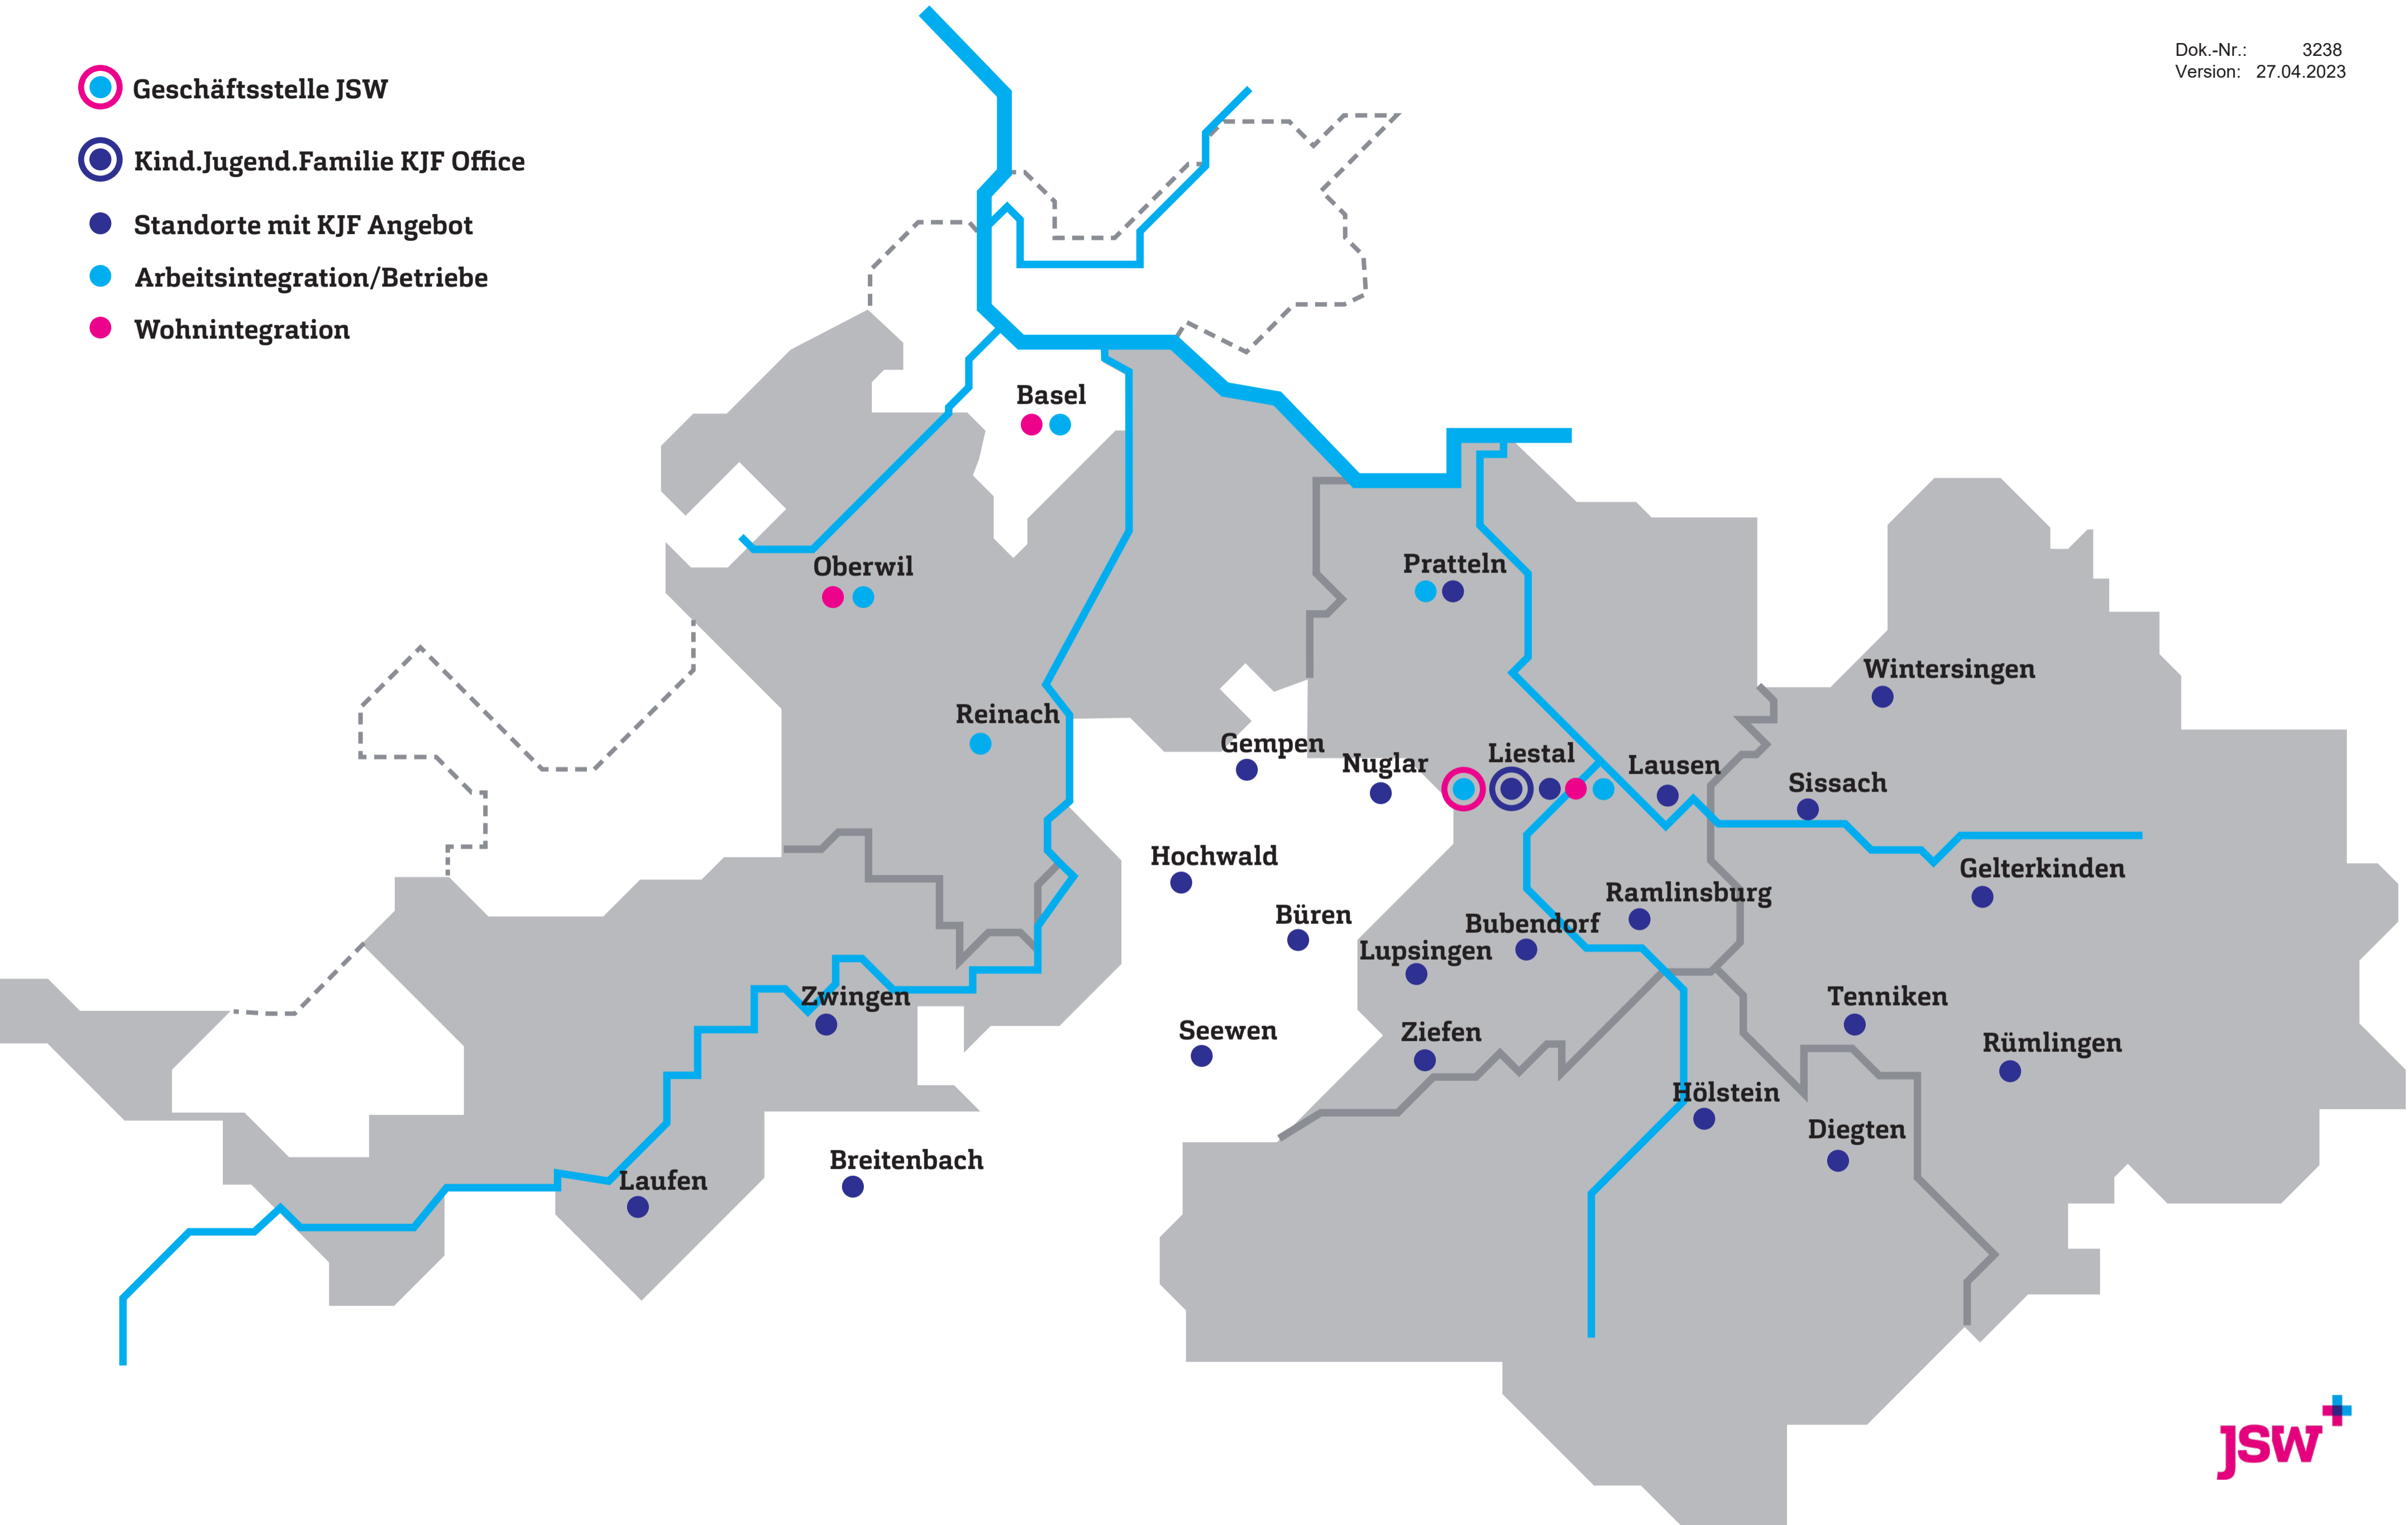 Dok.-Nr.: 3238
Version: 27.04.2023
Geschäftsstelle JSW
Kind.Jugend.Familie KJF Office
Standorte mit KJF Angebot
Arbeitsintegration/Betriebe
Wohnintegration
Basel
Oberwil
Pratteln
Wintersingen
Reinach
Gempen
Nuglar
Liestal
Lausen
Sissach
Hochwald
Gelterkinden
Büren
Ramlinsburg
Bubendorf
Lupsingen
Zwingen
Tenniken
Seewen
Ziefen
Rümlingen
Hölstein
Diegten
Breitenbach
Laufen
jsw